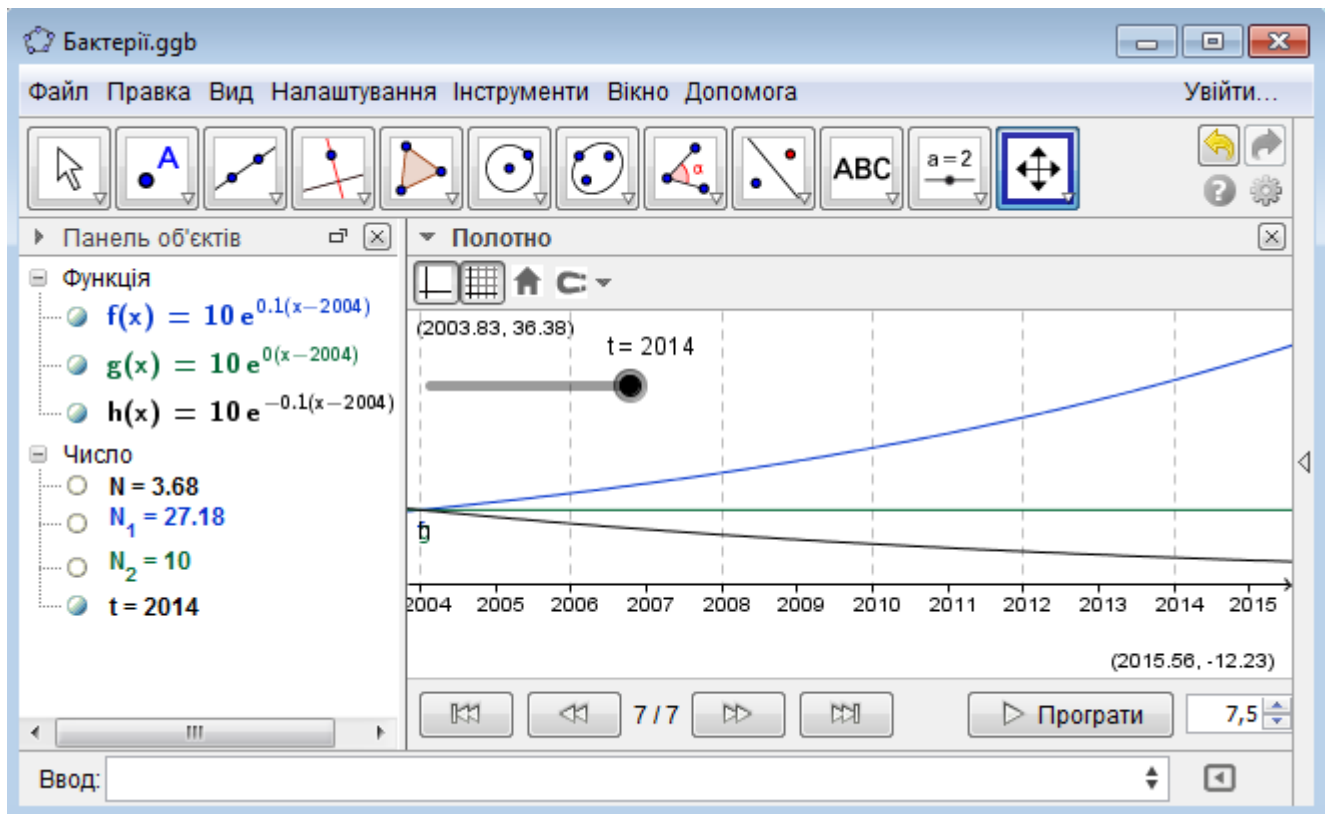 Бактерії.ggb
Файл Правка Вид Налаштування Інструменти Вікно Допомога Увійти...
A ABC a = 2 α
Панель об'єктів
Полотно
Функція
f(x) = 10 e^0.1(x−2004)
g(x) = 10 e^0(x−2004)
h(x) = 10 e^−0.1(x−2004)
Число
N = 3.68
N₁ = 27.18
N₂ = 10
t = 2014
(2003.83, 36.38)
t = 2014
2004 2005 2006 2007 2008 2009 2010 2011 2012 2013 2014 2015
(2015.56, -12.23)
7 / 7
Програти
7,5
Ввод: